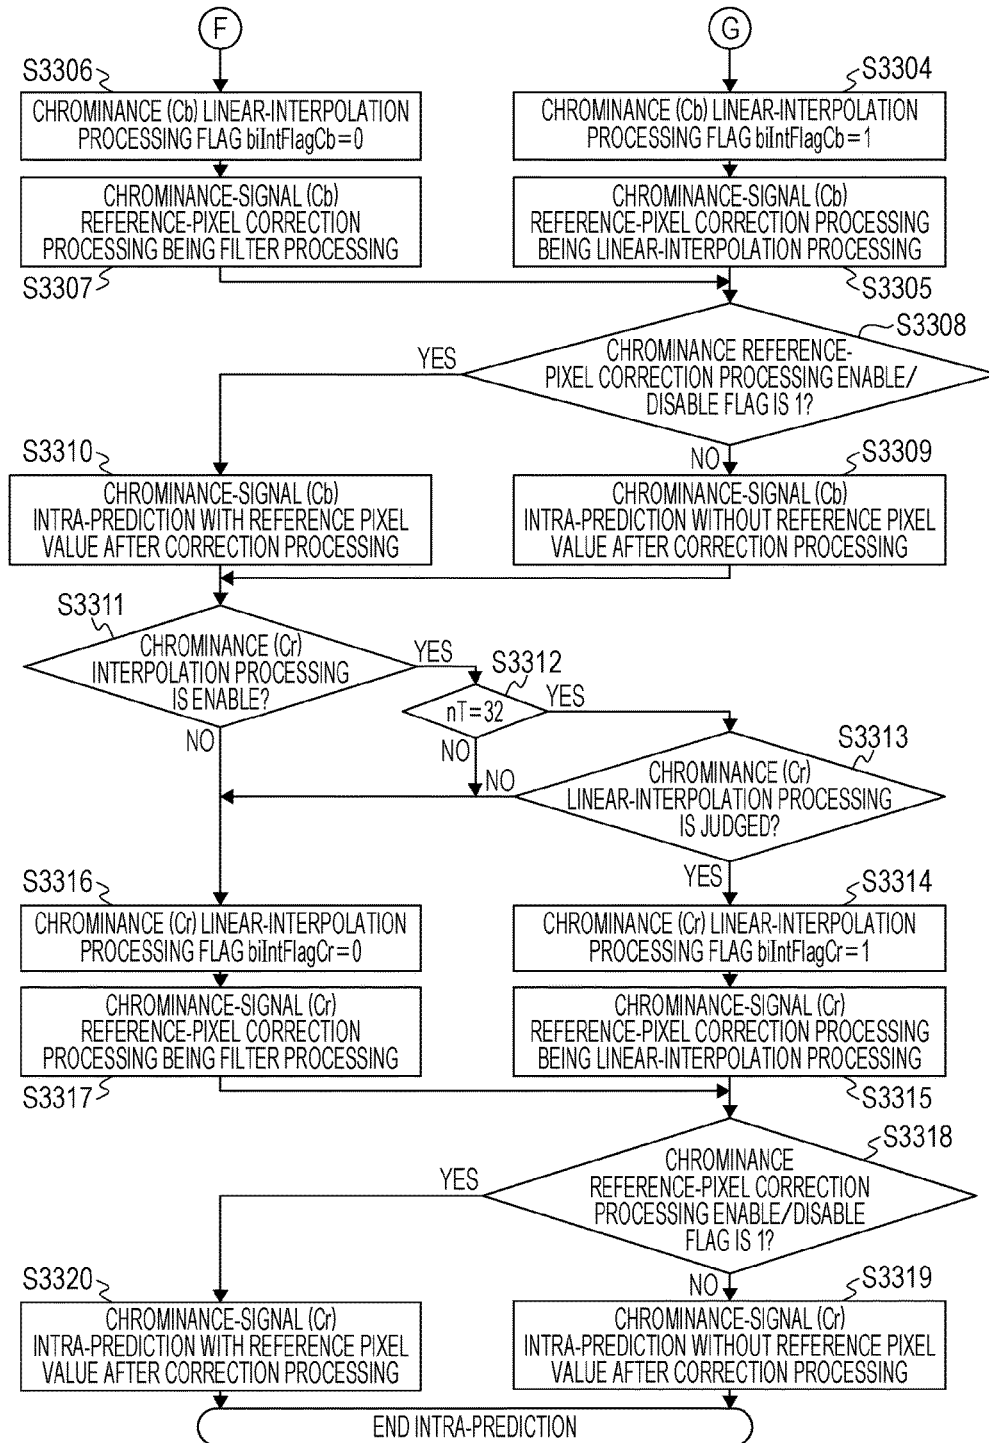 F
G
S3306
S3304
CHROMINANCE (Cb) LINEAR-INTERPOLATION
PROCESSING FLAG biIntFlagCb=0
CHROMINANCE (Cb) LINEAR-INTERPOLATION
PROCESSING FLAG biIntFlagCb=1
CHROMINANCE-SIGNAL (Cb)
REFERENCE-PIXEL CORRECTION
PROCESSING BEING FILTER PROCESSING
CHROMINANCE-SIGNAL (Cb)
REFERENCE-PIXEL CORRECTION PROCESSING
BEING LINEAR-INTERPOLATION PROCESSING
S3307
S3305
S3308
YES
CHROMINANCE REFERENCE-
PIXEL CORRECTION PROCESSING ENABLE/
DISABLE FLAG IS 1?
S3310
NO
S3309
CHROMINANCE-SIGNAL (Cb)
INTRA-PREDICTION WITH REFERENCE PIXEL
VALUE AFTER CORRECTION PROCESSING
CHROMINANCE-SIGNAL (Cb)
INTRA-PREDICTION WITHOUT REFERENCE PIXEL
VALUE AFTER CORRECTION PROCESSING
S3311
CHROMINANCE (Cr)
INTERPOLATION PROCESSING
IS ENABLE?
YES
S3312
nT=32
YES
NO
NO
S3313
NO
CHROMINANCE (Cr)
LINEAR-INTERPOLATION PROCESSING
IS JUDGED?
YES
S3316
S3314
CHROMINANCE (Cr) LINEAR-INTERPOLATION
PROCESSING FLAG biIntFlagCr=0
CHROMINANCE (Cr) LINEAR-INTERPOLATION
PROCESSING FLAG biIntFlagCr=1
CHROMINANCE-SIGNAL (Cr)
REFERENCE-PIXEL CORRECTION
PROCESSING BEING FILTER PROCESSING
CHROMINANCE-SIGNAL (Cr)
REFERENCE-PIXEL CORRECTION PROCESSING
BEING LINEAR-INTERPOLATION PROCESSING
S3317
S3315
S3318
YES
CHROMINANCE
REFERENCE-PIXEL CORRECTION
PROCESSING ENABLE/DISABLE
FLAG IS 1?
S3320
NO
S3319
CHROMINANCE-SIGNAL (Cr)
INTRA-PREDICTION WITH REFERENCE PIXEL
VALUE AFTER CORRECTION PROCESSING
CHROMINANCE-SIGNAL (Cr)
INTRA-PREDICTION WITHOUT REFERENCE PIXEL
VALUE AFTER CORRECTION PROCESSING
END INTRA-PREDICTION